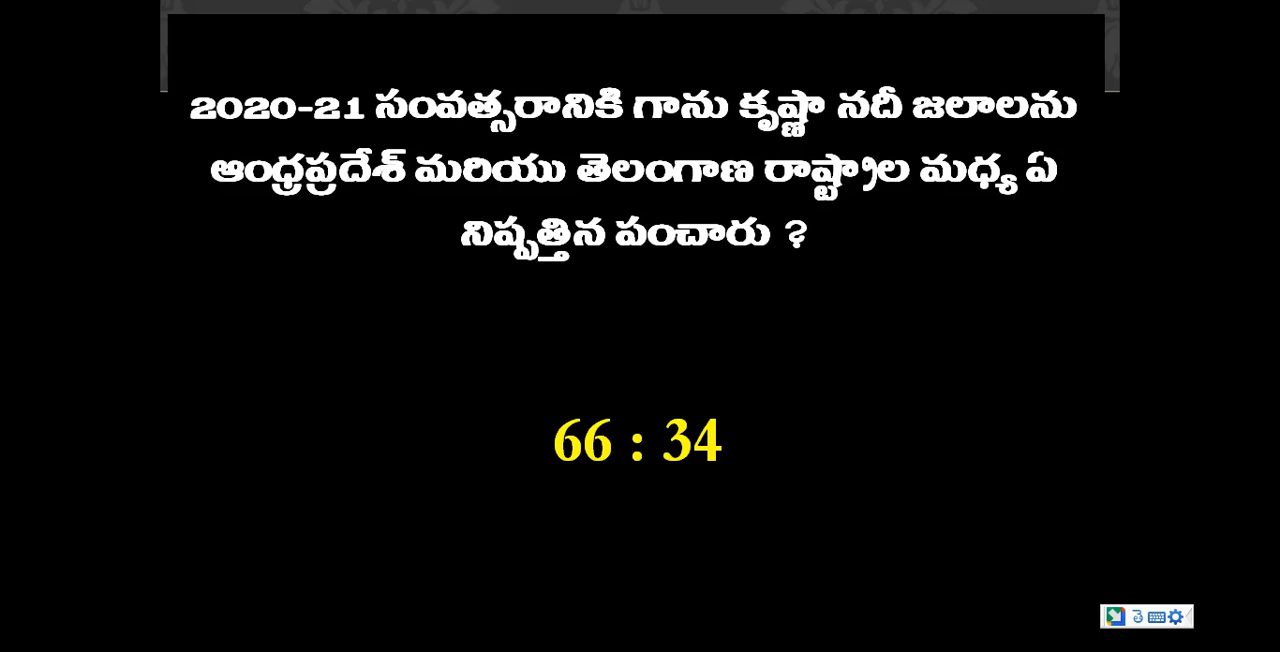 2020-21 సంవత్సరానికి గాను కృష్ణా నదీ జలాలను
ఆంధ్రప్రదేశ్ మరియు తెలంగాణ రాష్ట్రాల మధ్య ఏ
నిష్పత్తిన పంచారు ?
66 : 34
తె